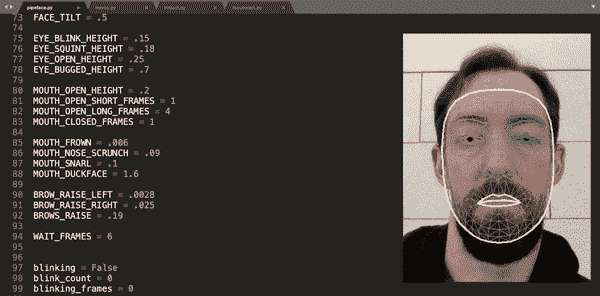 pipeface.py
73 FACE_TILT = .5
74
75 EYE_BLINK_HEIGHT = .15
76 EYE_SQUINT_HEIGHT = .18
77 EYE_OPEN_HEIGHT = .25
78 EYE_BUGGED_HEIGHT = .7
79
80 MOUTH_OPEN_HEIGHT = .2
81 MOUTH_OPEN_SHORT_FRAMES = 1
82 MOUTH_OPEN_LONG_FRAMES = 4
83 MOUTH_CLOSED_FRAMES = 1
84
85 MOUTH_FROWN = .006
86 MOUTH_NOSE_SCRUNCH = .09
87 MOUTH_SNARL = .1
88 MOUTH_DUCKFACE = 1.6
89
90 BROW_RAISE_LEFT = .0028
91 BROW_RAISE_RIGHT = .025
92 BROWS_RAISE = .19
93
94 WAIT_FRAMES = 6
95
96
97 blinking = False
98 blink_count = 0
99 blinking_frames = 0